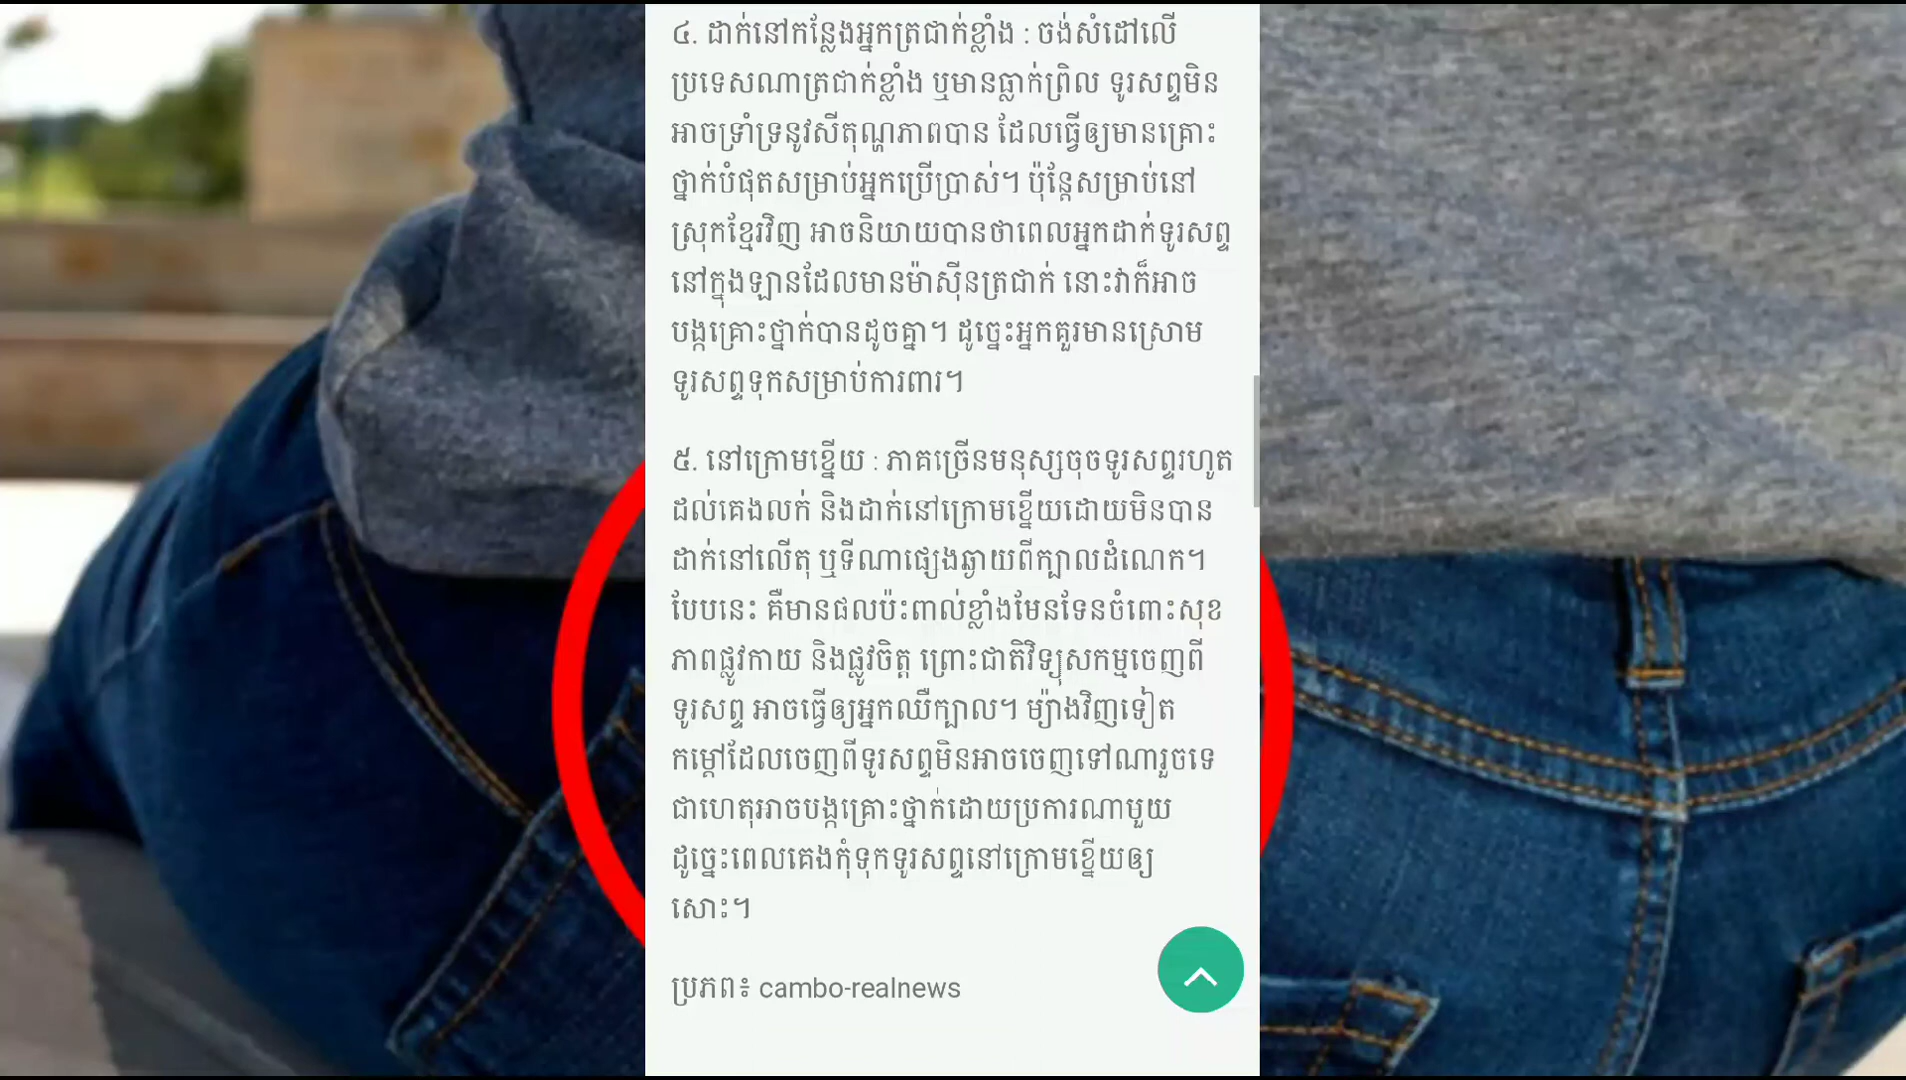 ៤. ដាក់នៅកន្លែងអ្នកត្រជាក់ខ្លាំង : ចង់សំដៅលើ
ប្រទេសណាត្រជាក់ខ្លាំង ឬមានធ្លាក់ព្រិល ទូរសព្ទមិន
អាចទ្រាំទ្រនូវសីតុណ្ហភាពបាន ដែលធ្វើឲ្យមានគ្រោះ
ថ្នាក់បំផុតសម្រាប់អ្នកប្រើប្រាស់។ ប៉ុន្តែសម្រាប់នៅ
ស្រុកខ្មែរវិញ អាចនិយាយបានថាពេលអ្នកដាក់ទូរសព្ទ
នៅក្នុងឡានដែលមានម៉ាស៊ីនត្រជាក់ នោះវាក៏អាច
បង្កគ្រោះថ្នាក់បានដូចគ្នា។ ដូច្នេះអ្នកគួរមានស្រោម
ទូរសព្ទទុកសម្រាប់ការពារ។
៥. នៅក្រោមខ្នើយ : ភាគច្រើនមនុស្សចុចទូរសព្ទរហូត
ដល់គេងលក់ និងដាក់នៅក្រោមខ្នើយដោយមិនបាន
ដាក់នៅលើតុ ឬទីណាផ្សេងឆ្ងាយពីក្បាលដំណេក។
បែបនេះ គឺមានផលប៉ះពាល់ខ្លាំងមែនទែនចំពោះសុខ
ភាពផ្លូវកាយ និងផ្លូវចិត្ត ព្រោះជាតិវិទ្យុសកម្មចេញពី
ទូរសព្ទ អាចធ្វើឲ្យអ្នកឈឺក្បាល។ ម៉្យាងវិញទៀត
កម្ដៅដែលចេញពីទូរសព្ទមិនអាចចេញទៅណារួចទេ
ជាហេតុអាចបង្កគ្រោះថ្នាក់ដោយប្រការណាមួយ
ដូច្នេះពេលគេងកុំទុកទូរសព្ទនៅក្រោមខ្នើយឲ្យ
សោះ។
ប្រភព៖ cambo-realnews